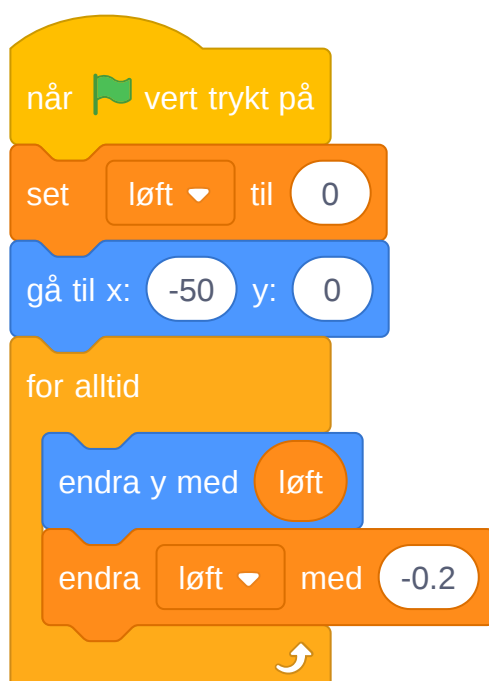 når vert trykt på
set løft til 0
gå til x: -50 y: 0
for alltid
endra y med løft
endra løft med -0.2